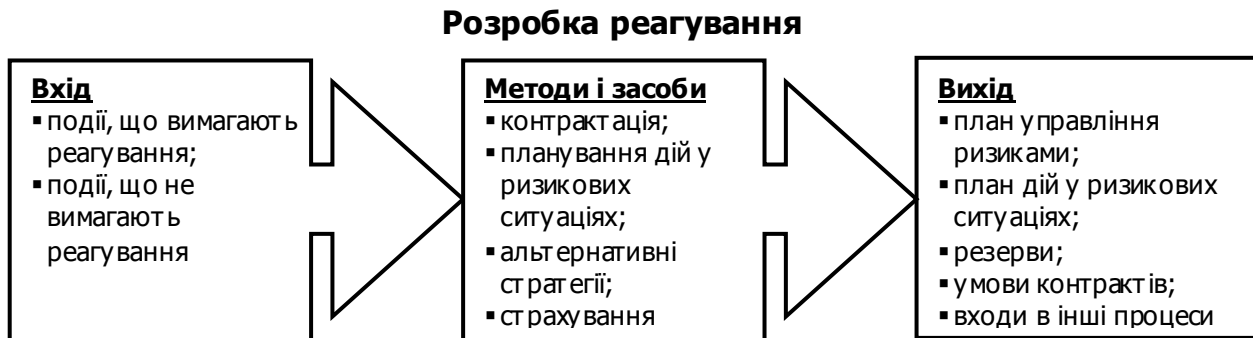 Розробка реагування
Вхід
▪ події, що вимагають
реагування;
▪ події, що не
вимагають
реагування
Методи і засоби
▪ контрактація;
▪ планування дій у
ризикових
ситуаціях;
▪ альтернативні
стратегії;
▪ страхування
Вихід
▪ план управління
ризиками;
▪ план дій у ризикових
ситуаціях;
▪ резерви;
▪ умови контрактів;
▪ входи в інші процеси